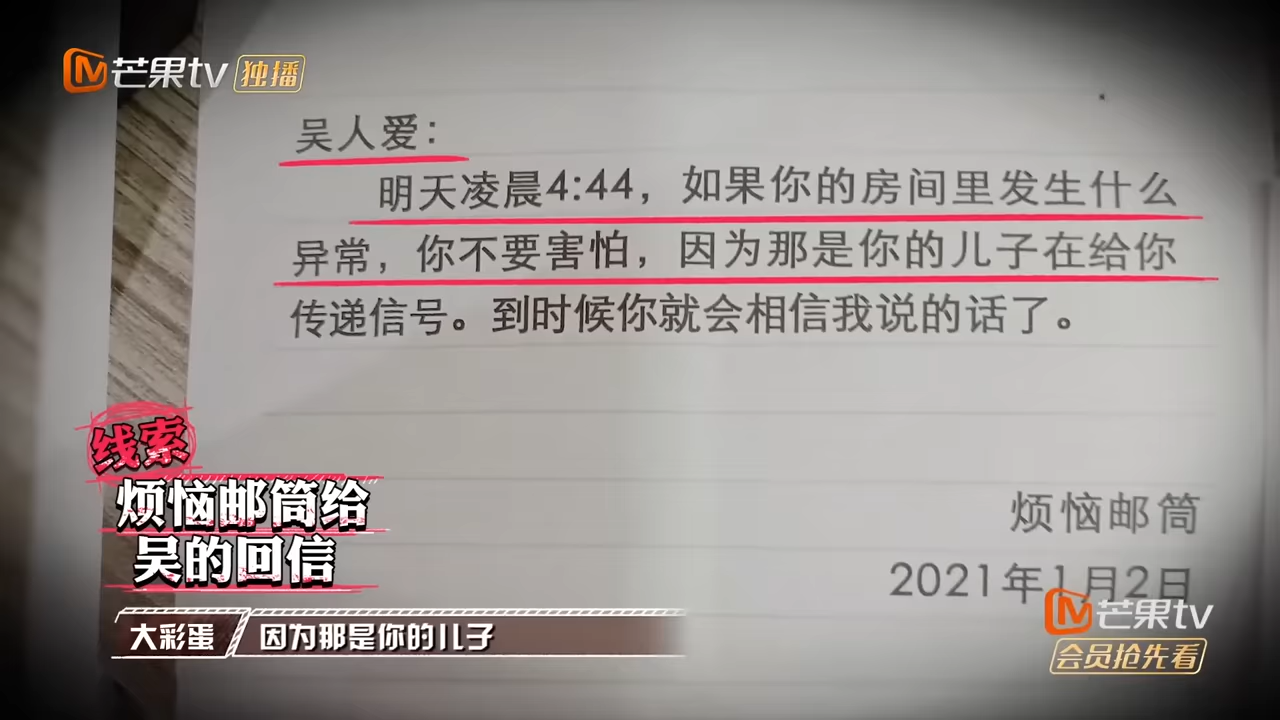 芒果tv 独播
吴人爱：
明天凌晨4:44，如果你的房间里发生什么
异常，你不要害怕，因为那是你的儿子在给你
传递信号。到时候你就会相信我说的话了。
烦恼邮筒
2021年1月2日
线索
烦恼邮筒给
吴的回信
大彩蛋 因为那是你的儿子
芒果tv
会员抢先看